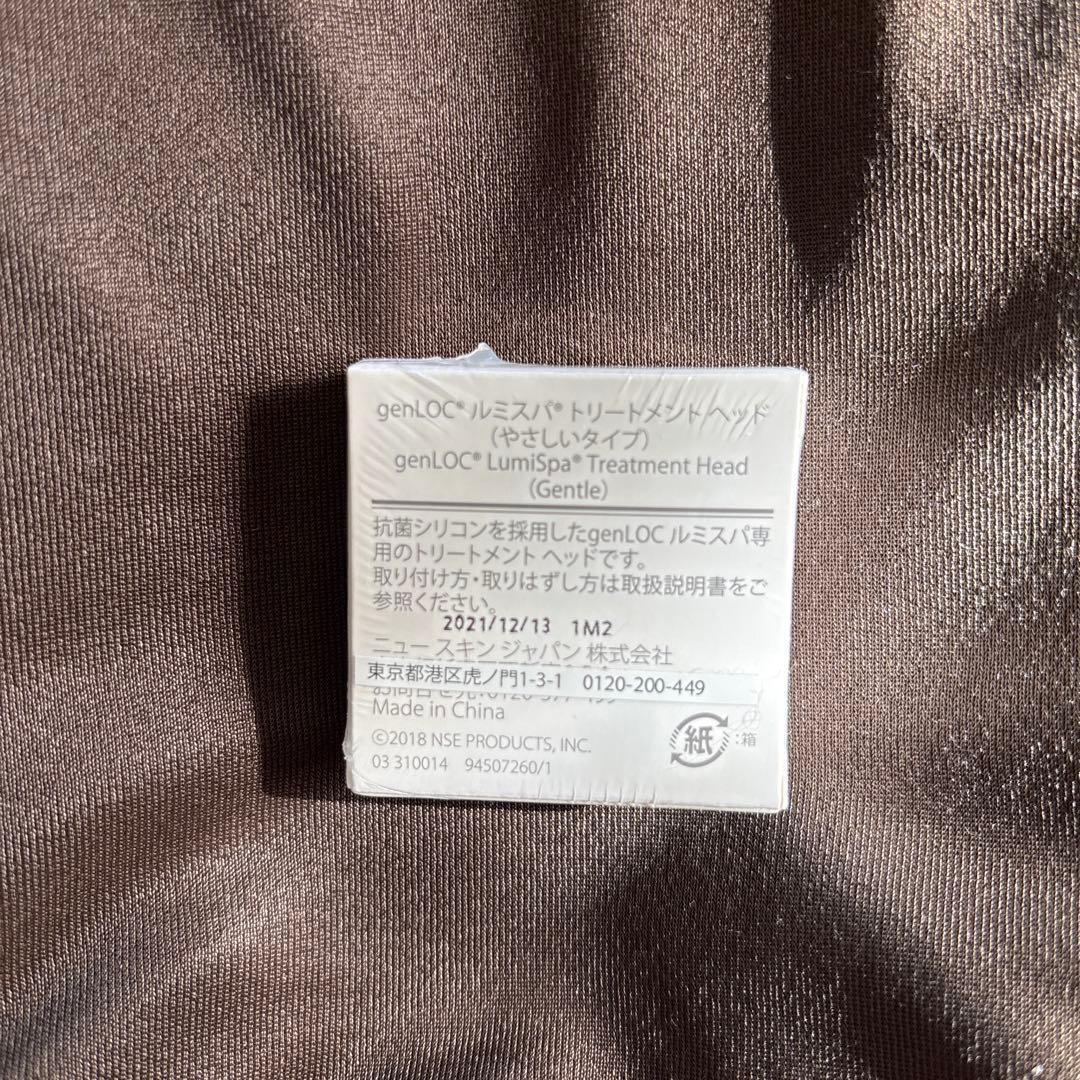 genLOC® ルミスパ® トリートメント ヘッド
（やさしいタイプ）
genLOC® LumiSpa® Treatment Head
（Gentle）
抗菌シリコンを採用したgenLOC ルミスパ専
用のトリートメント ヘッドです。
取り付け方・取りはずし方は取扱説明書をご
参照ください。
2021/12/13 1M2
ニュー スキン ジャパン 株式会社
東京都港区虎ノ門1-3-1 0120-200-449
Made in China
©2018 NSE PRODUCTS, INC.
紙 :箱
03 310014 94507260/1